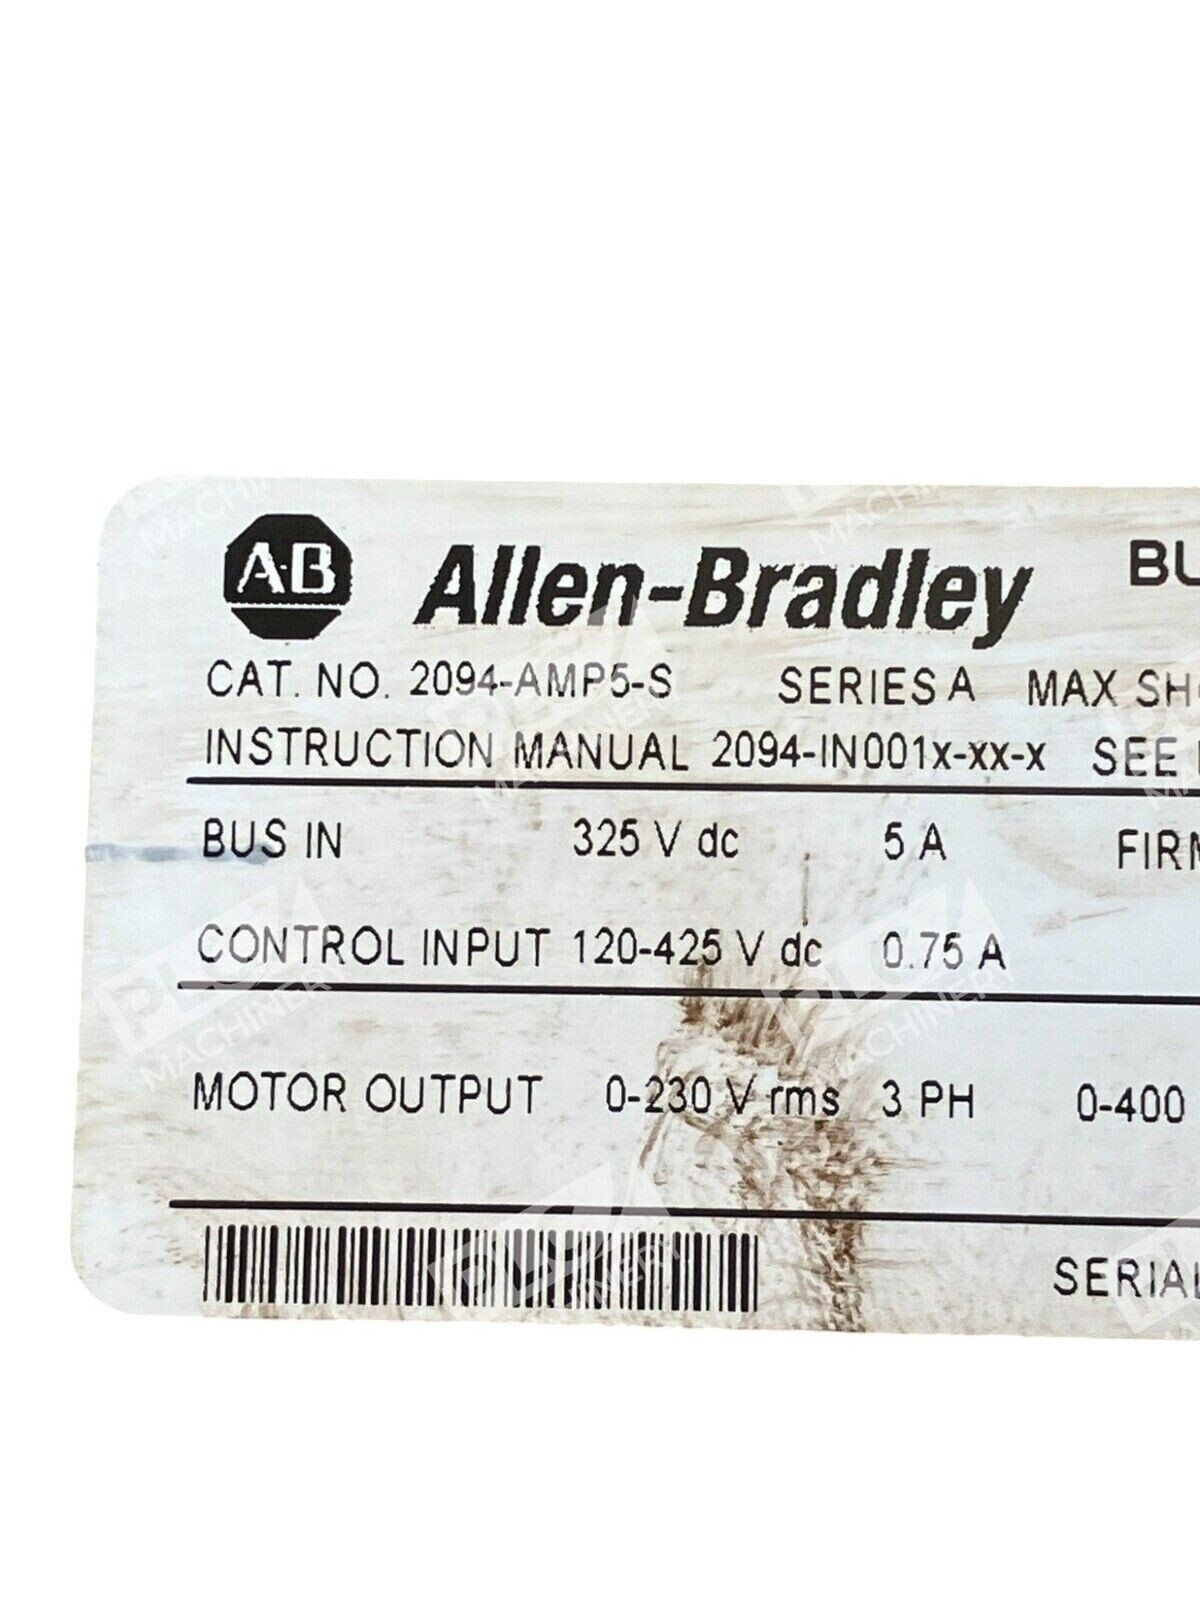 A-B Allen-Bradley BU
CAT. NO. 2094-AMP5-S SERIES A MAX SH
INSTRUCTION MANUAL 2094-IN001x-xx-x SEE
BUS IN 325 V dc 5 A FIRM
CONTROL INPUT 120-425 V dc 0.75 A
MOTOR OUTPUT 0-230 V rms 3 PH 0-400
SERIAL
PLCZA MACHINERY